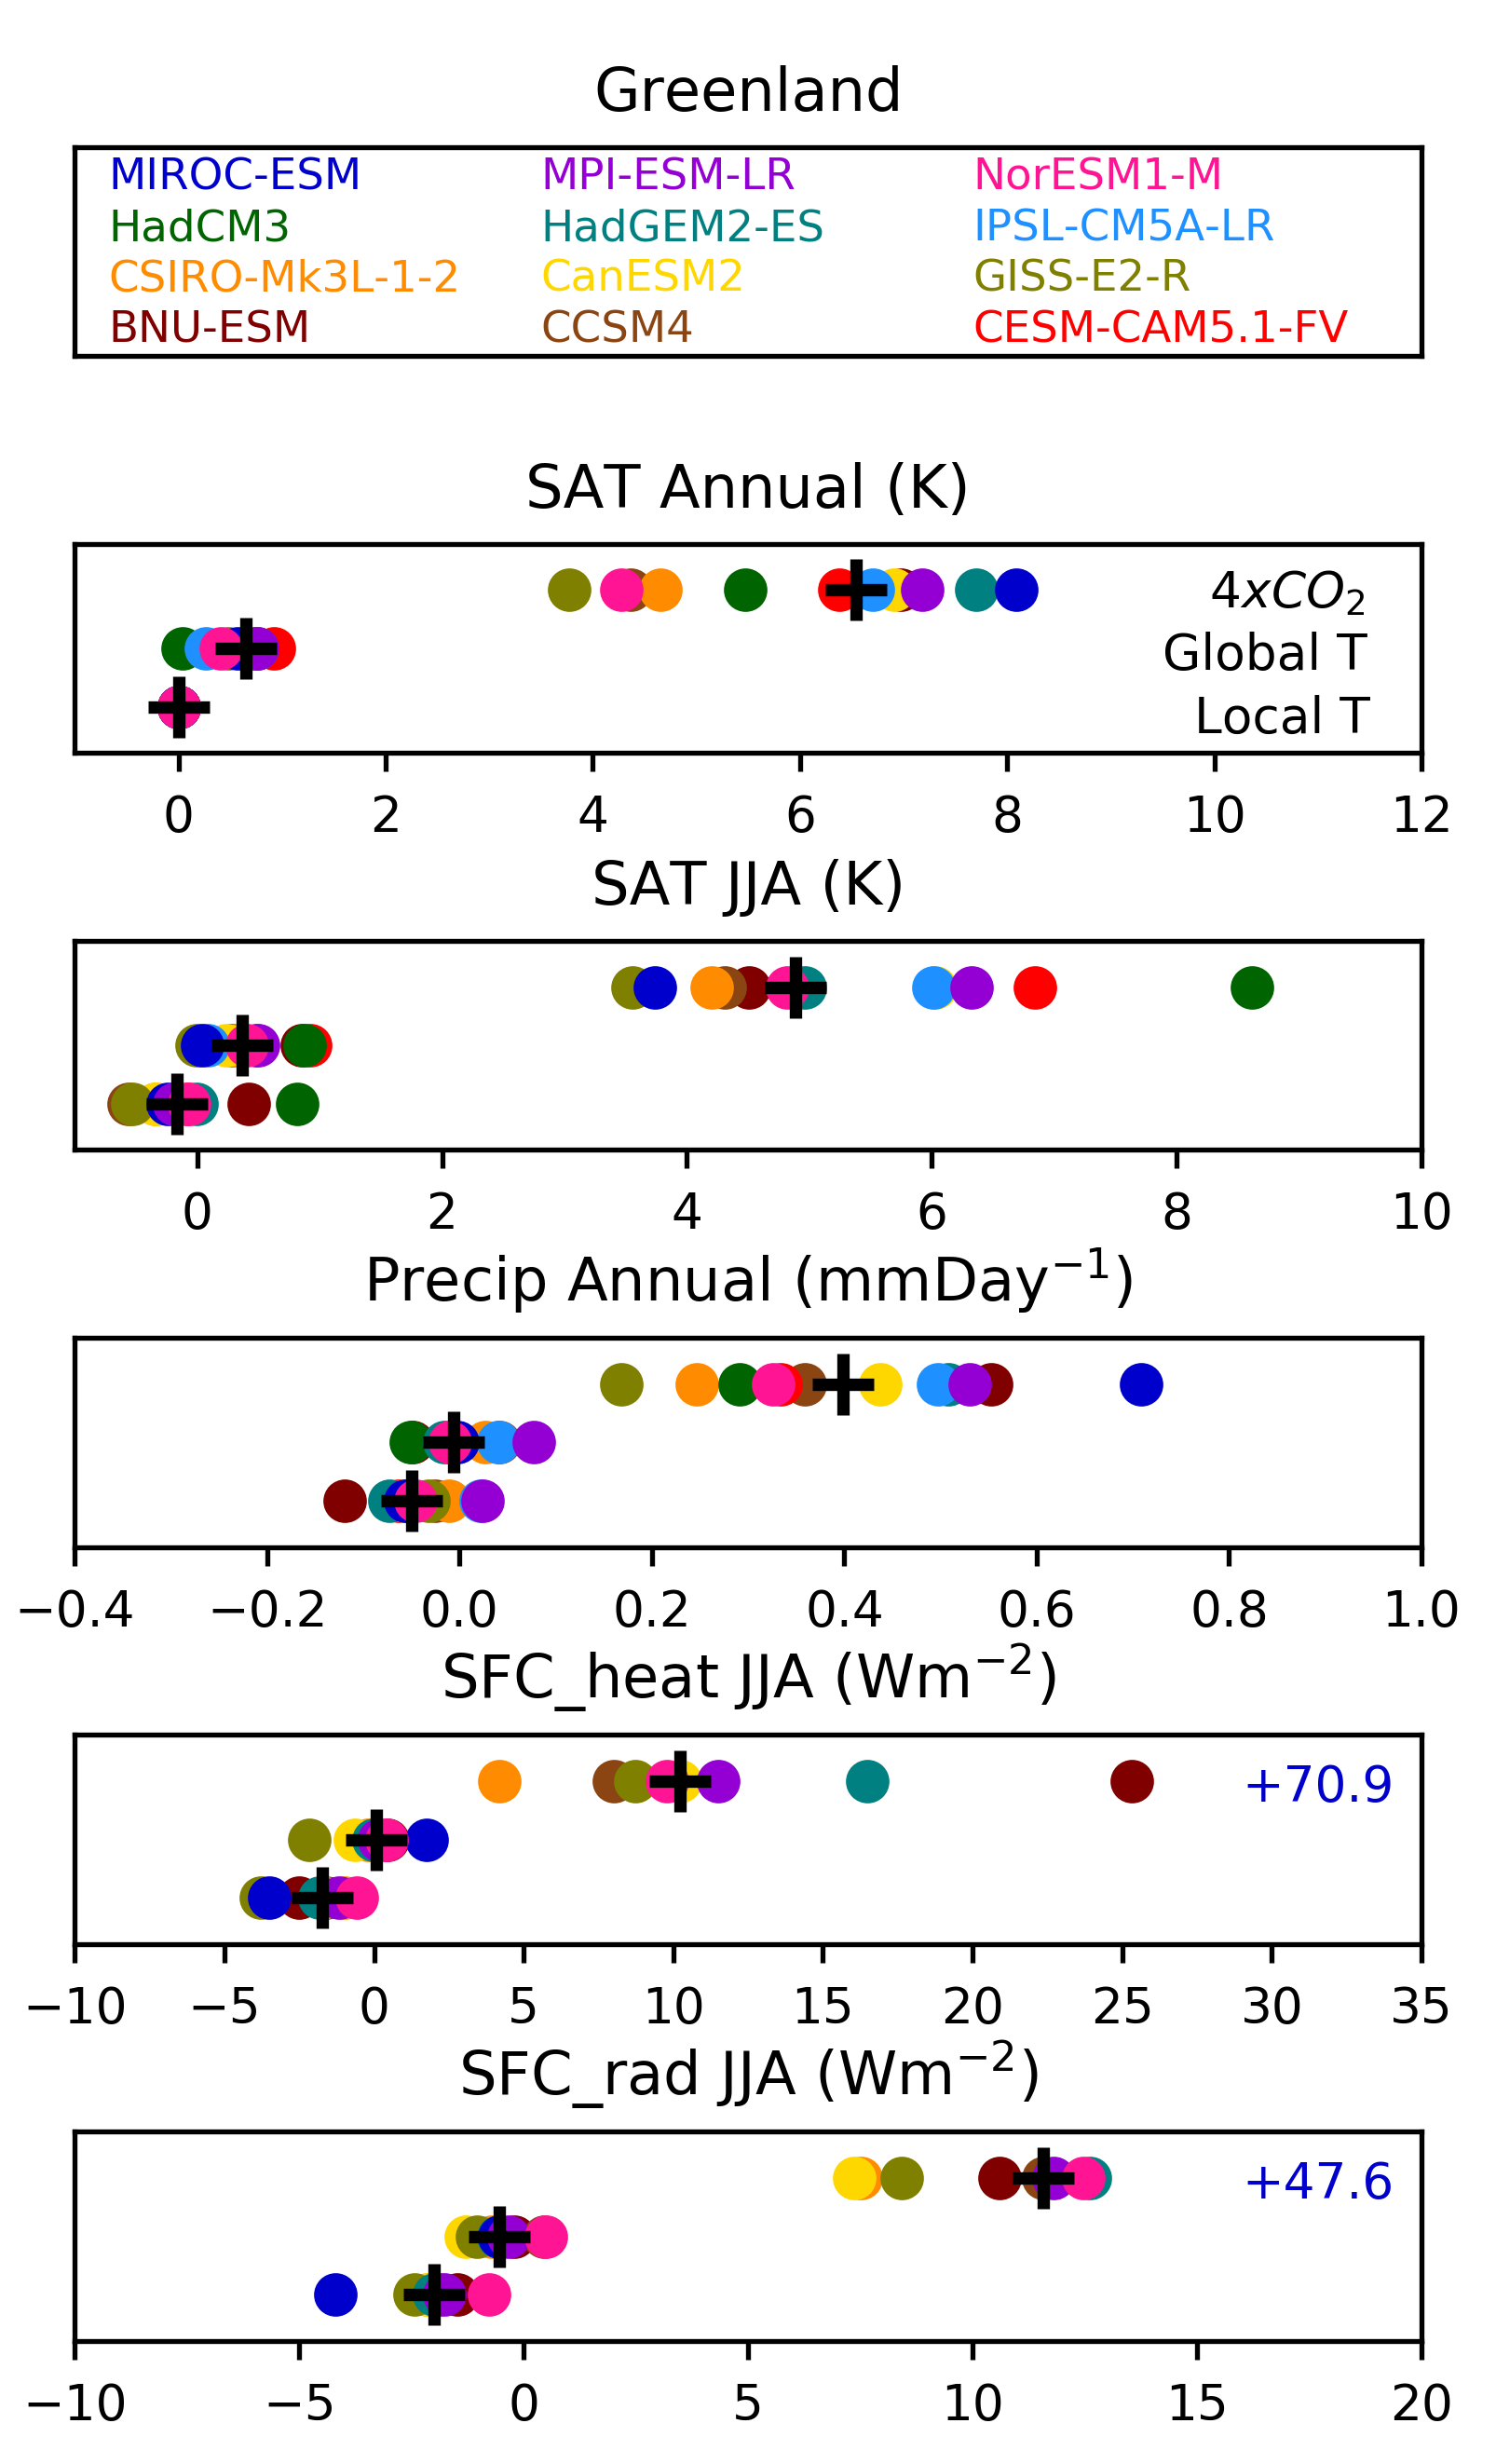 Greenland
MIROC-ESM MPI-ESM-LR NorESM1-M
HadCM3 HadGEM2-ES IPSL-CM5A-LR
CSIRO-Mk3L-1-2 CanESM2 GISS-E2-R
BNU-ESM CCSM4 CESM-CAM5.1-FV
SAT Annual (K)
4xCO₂
Global T
Local T
0 2 4 6 8 10 12
SAT JJA (K)
0 2 4 6 8 10
Precip Annual (mmDay⁻¹)
−0.4 −0.2 0.0 0.2 0.4 0.6 0.8 1.0
SFC_heat JJA (Wm⁻²)
+70.9
−10 −5 0 5 10 15 20 25 30 35
SFC_rad JJA (Wm⁻²)
+47.6
−10 −5 0 5 10 15 20